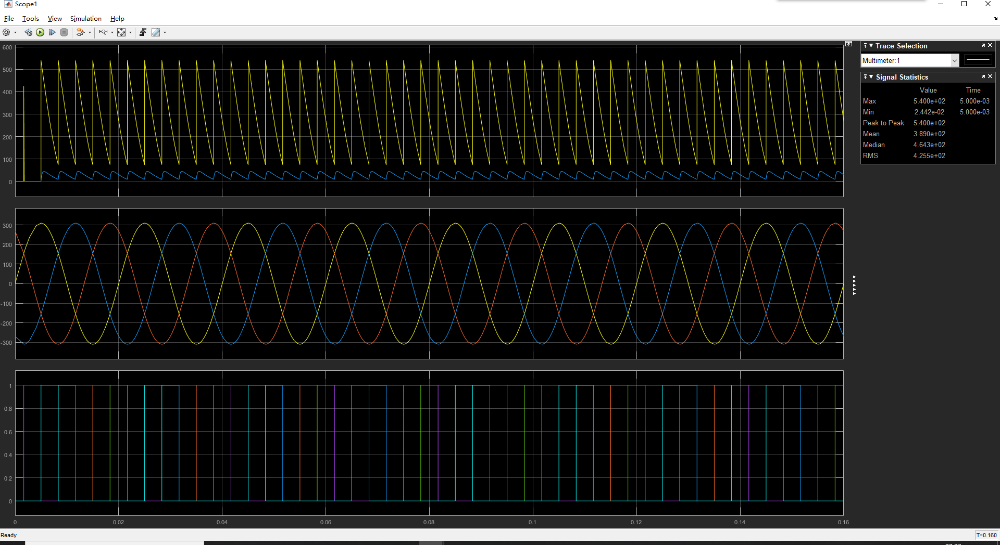 Scope1
File Tools View Simulation Help
600
500
400
300
200
100
0
300
200
100
0
-100
-200
-300
1
0.8
0.6
0.4
0.2
0
0 0.02 0.04 0.06 0.08 0.1 0.12 0.14 0.16
Trace Selection
Multimeter:1
Signal Statistics
Value Time
Max 5.400e+02 5.000e-03
Min 2.442e-02 5.000e-03
Peak to Peak 5.400e+02
Mean 3.890e+02
Median 4.643e+02
RMS 4.255e+02
Ready T=0.160